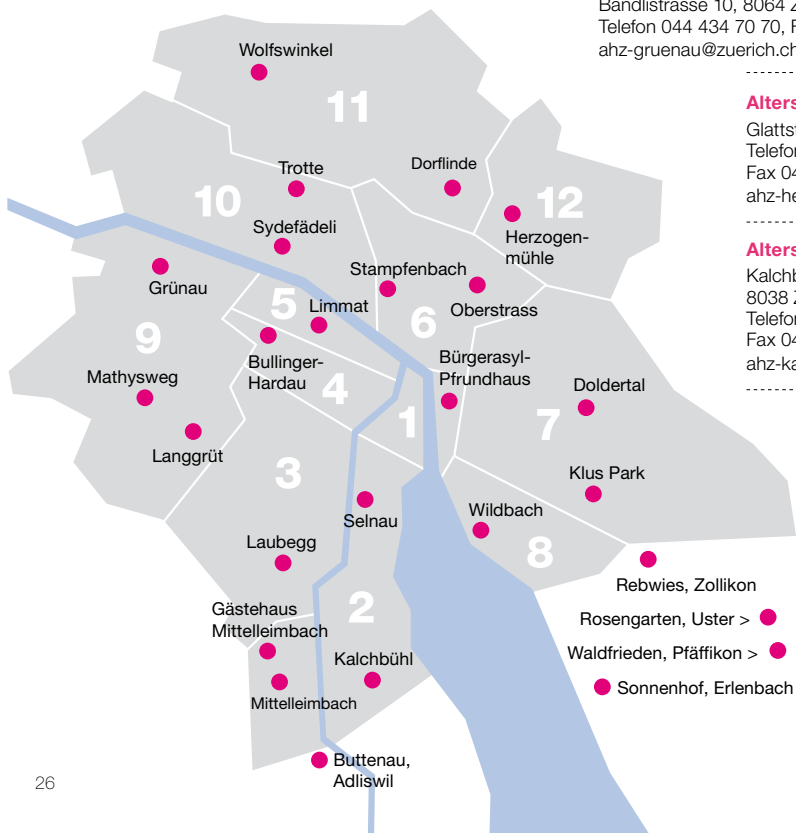 Bändlistrasse 10, 8064 Z
Telefon 044 434 70 70, F
ahz-gruenau@zuerich.ch
Alters
Glatts
Telefon
Fax 04
ahz-he
Alters
Kalchb
8038 Z
Telefon
Fax 04
ahz-ka
Wolfswinkel
11
Trotte
Dorflinde
10
12
Sydefädeli
Herzogen-
mühle
Stampfenbach
Grünau
Oberstrass
5
Limmat
6
9
Bullinger-
Hardau
Bürgerasyl-
Pfrundhaus
Mathysweg
4
Doldertal
1
7
Langgrüt
3
Klus Park
Selnau
Wildbach
Laubegg
8
Rebwies, Zollikon
Gästehaus
Mittelleimbach
2
Rosengarten, Uster >
Kalchbühl
Waldfrieden, Pfäffikon >
Mittelleimbach
Sonnenhof, Erlenbach
Buttenau,
Adliswil
26